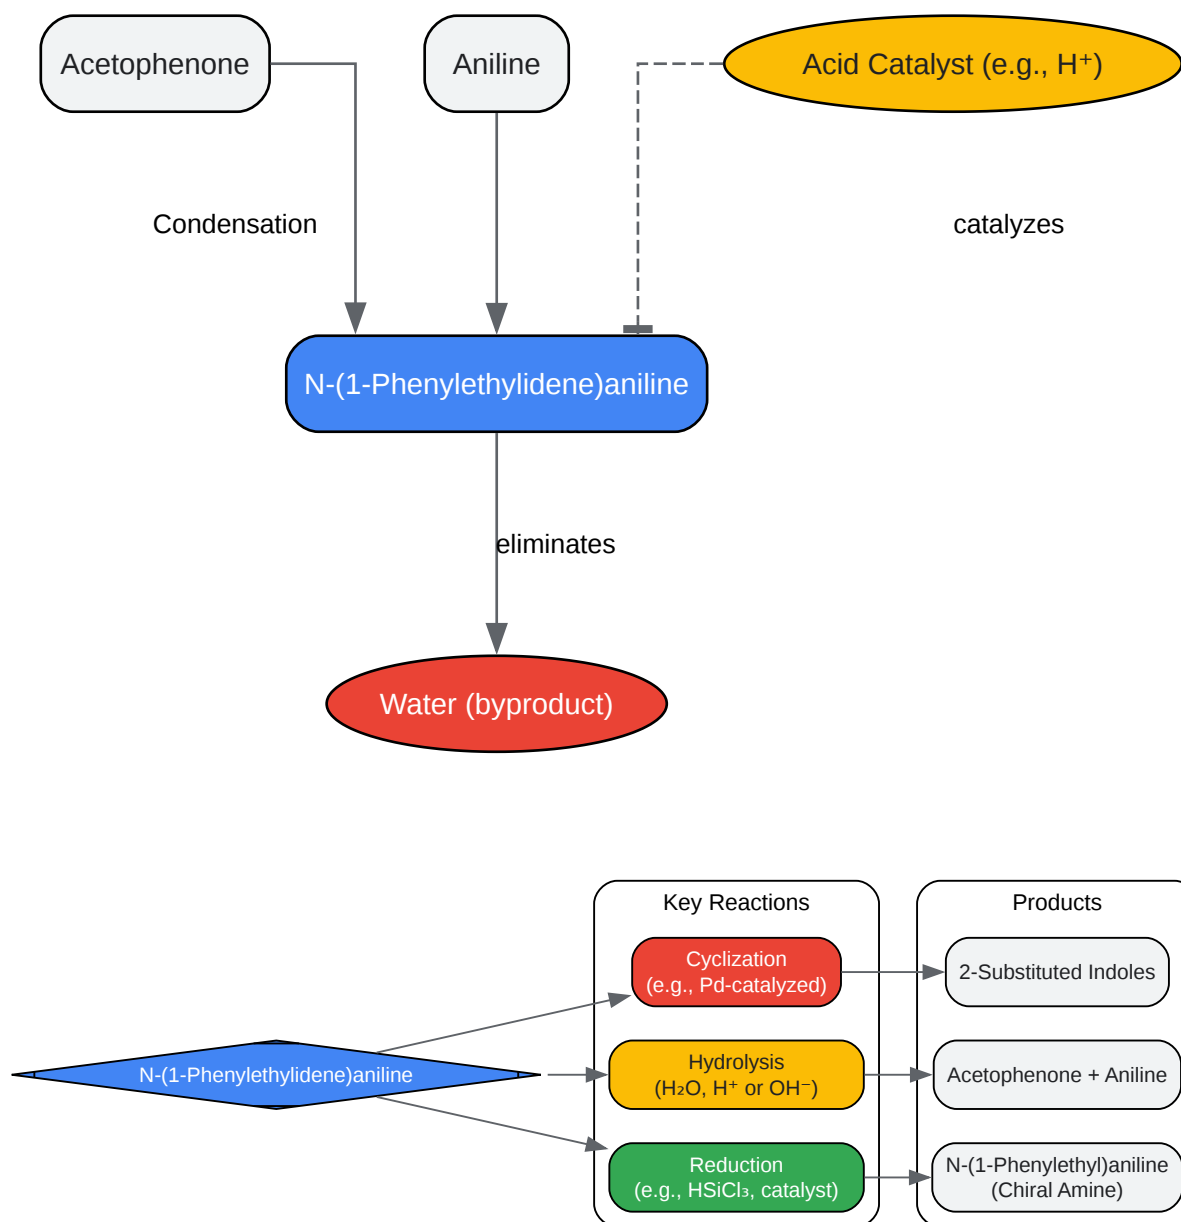 Acetophenone
Aniline
Acid Catalyst (e.g., H⁺)
Condensation
catalyzes
N-(1-Phenylethylidene)aniline
eliminates
Water (byproduct)
Key Reactions
Products
Cyclization
(e.g., Pd-catalyzed)
2-Substituted Indoles
N-(1-Phenylethylidene)aniline
Hydrolysis
(H₂O, H⁺ or OH⁻)
Acetophenone + Aniline
Reduction
(e.g., HSiCl₃, catalyst)
N-(1-Phenylethyl)aniline
(Chiral Amine)